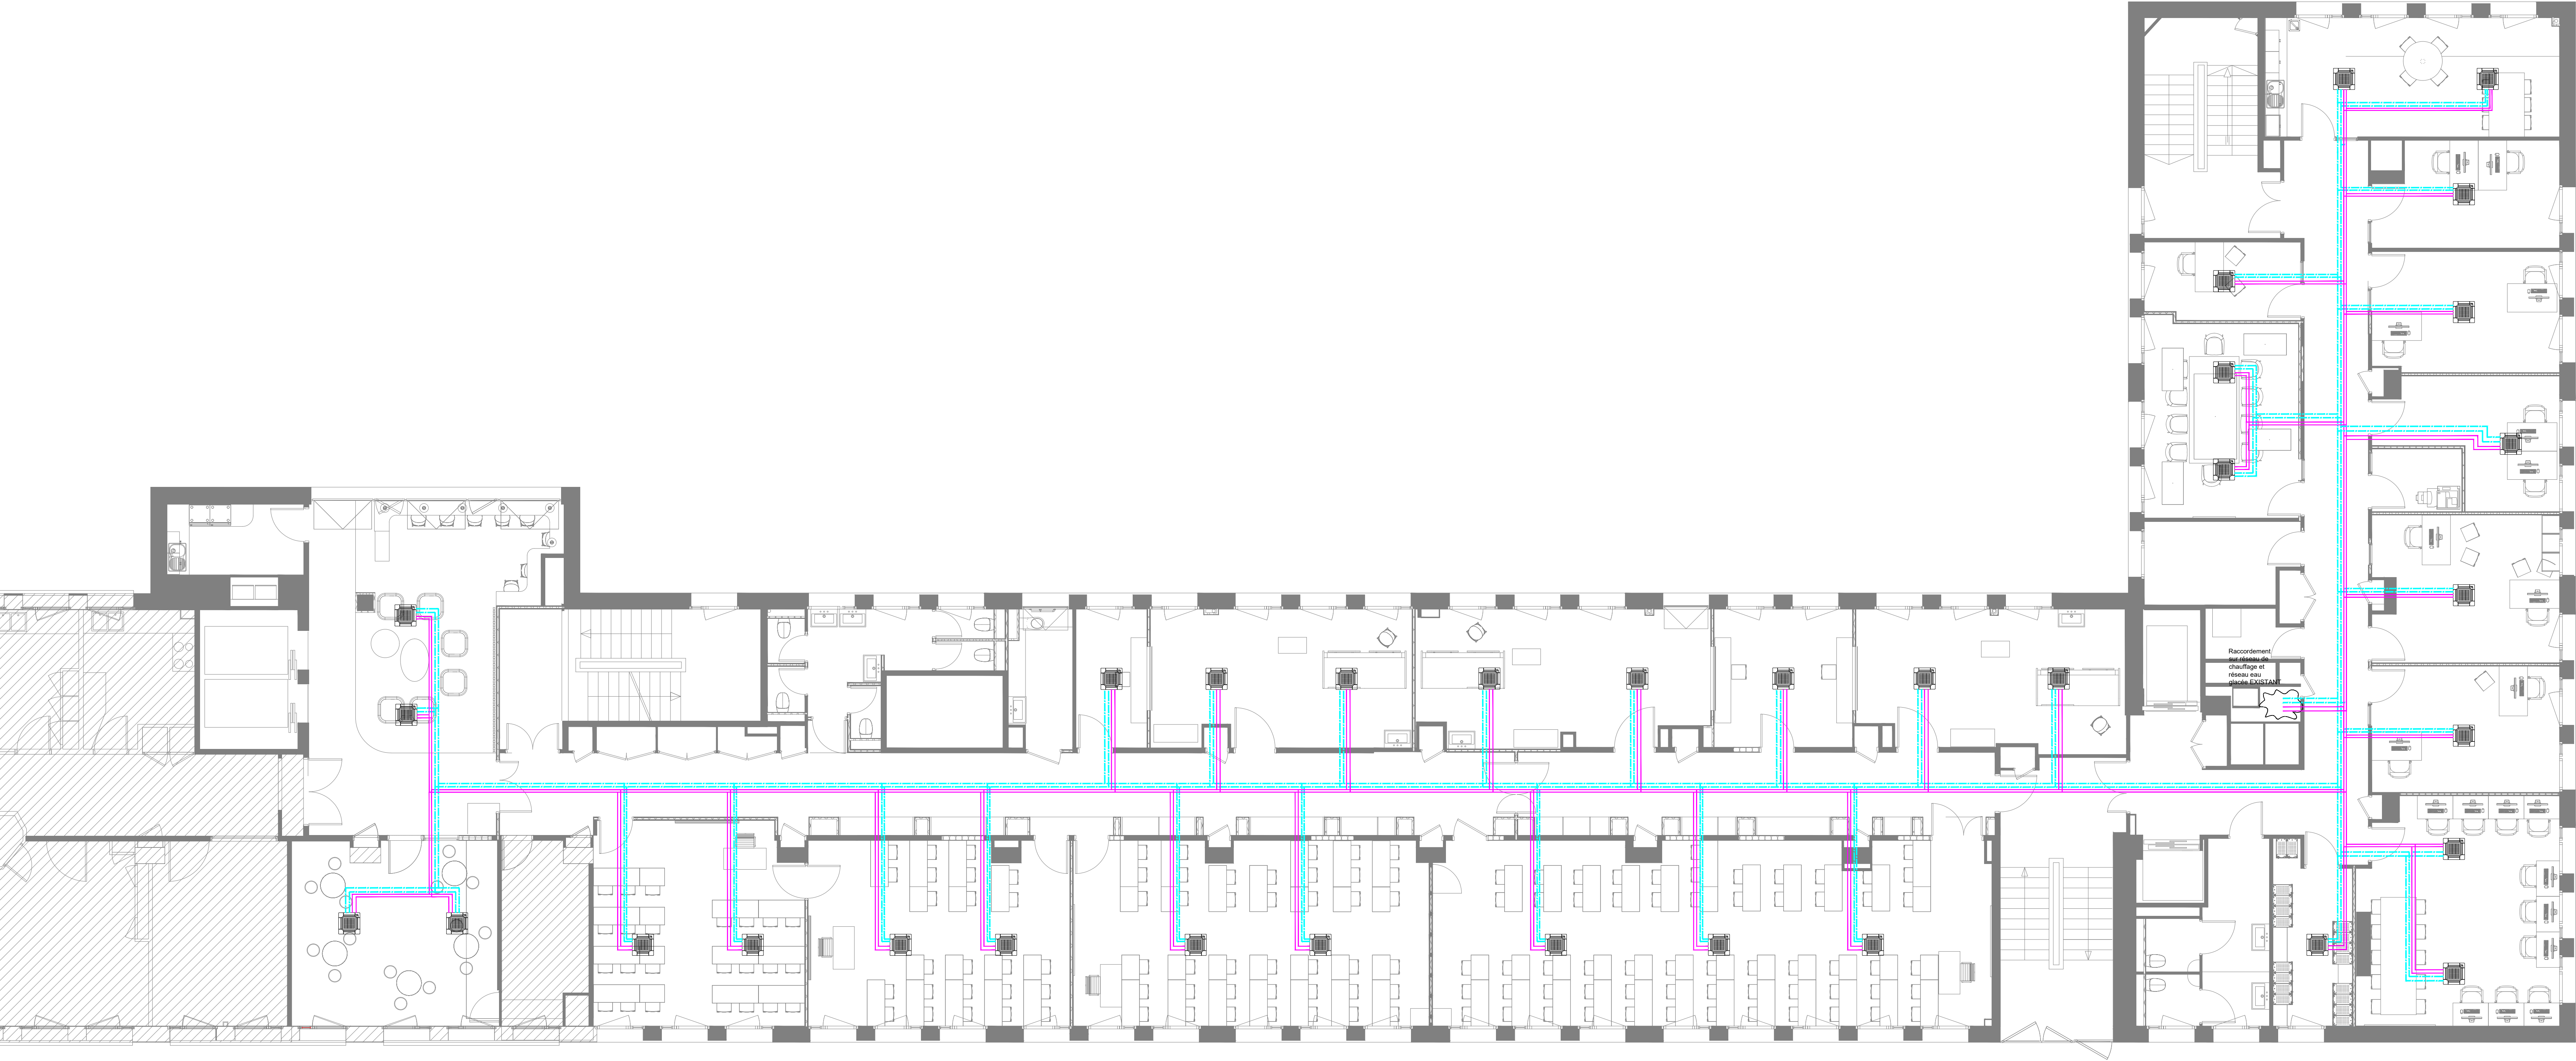 Raccordement
sur réseau de
chauffage et
réseau eau
glacée EXISTANT